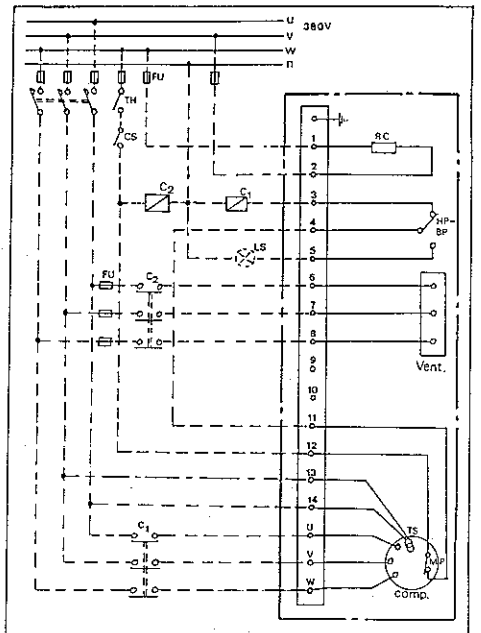 U 380V
V
W
n
FU
TH
CS
1
RC
2
C2
C1
3
4
HP-
BP
LS
5
FU
C2
6
7
8
Vent.
9
10
11
12
13
14
C1
U
TS
V
M.P
W
comp.